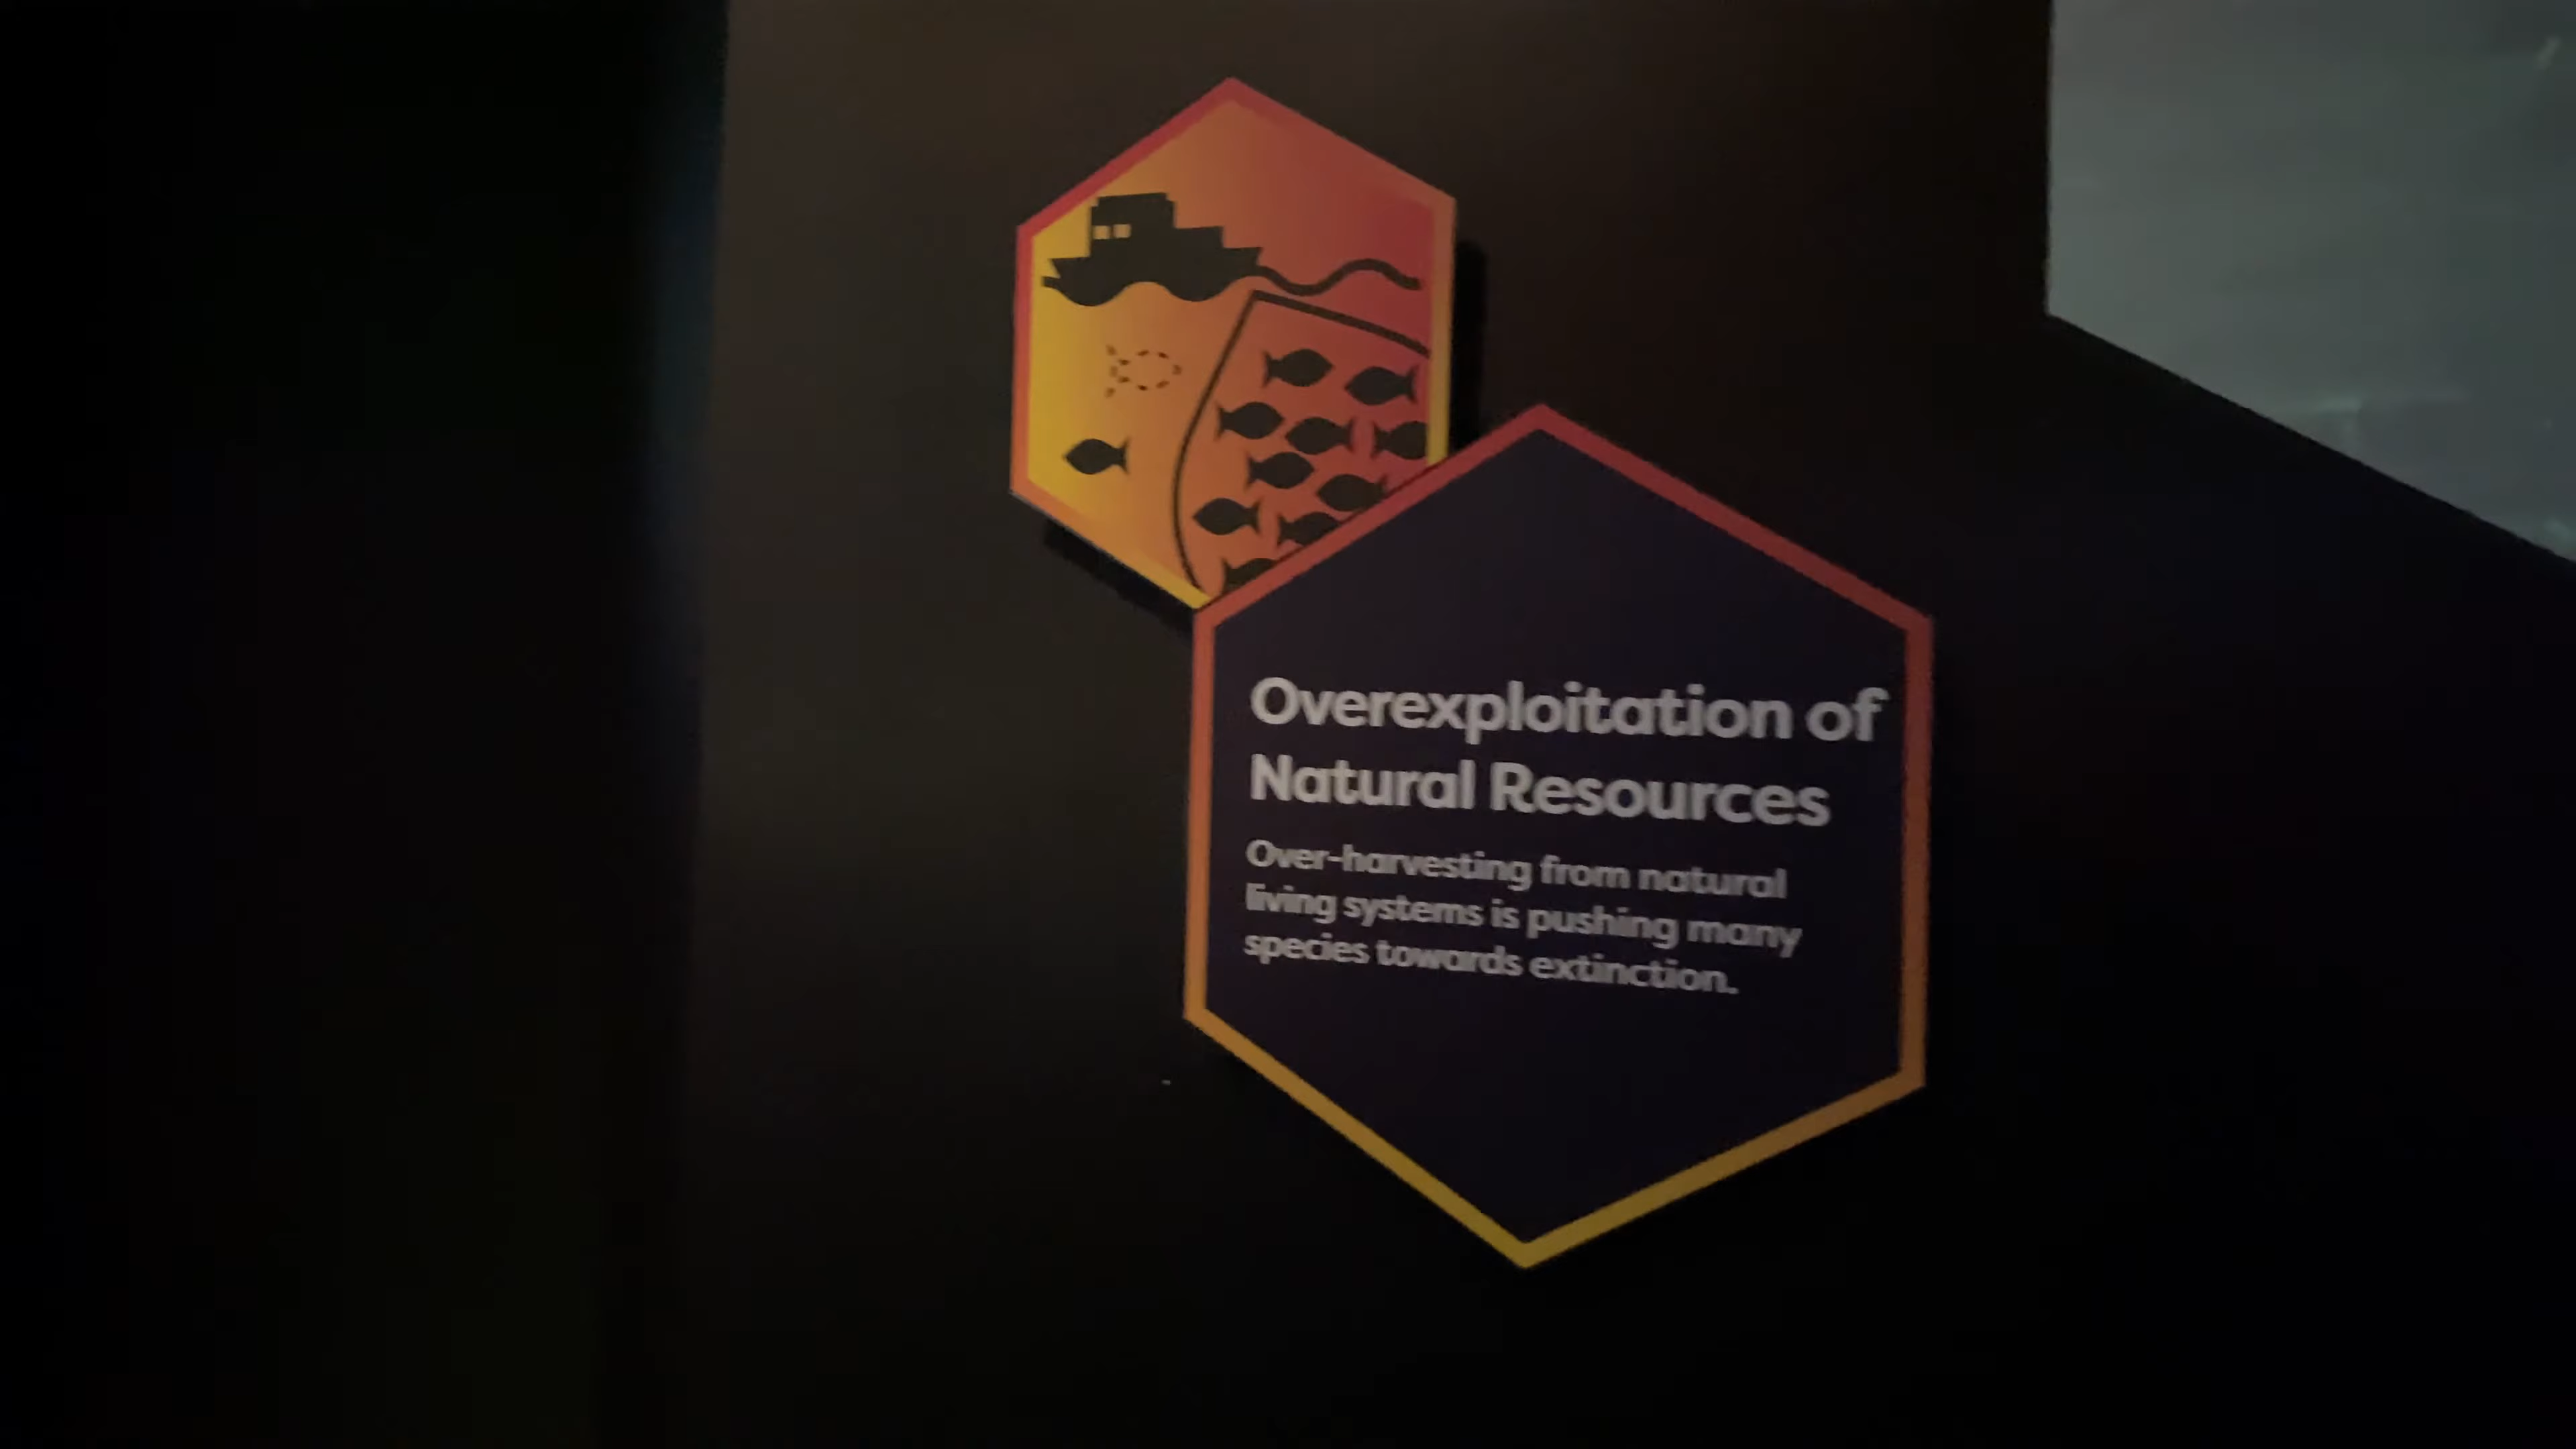 Overexploitation of
Natural Resources
Over-harvesting from natural
living systems is pushing many
species towards extinction.